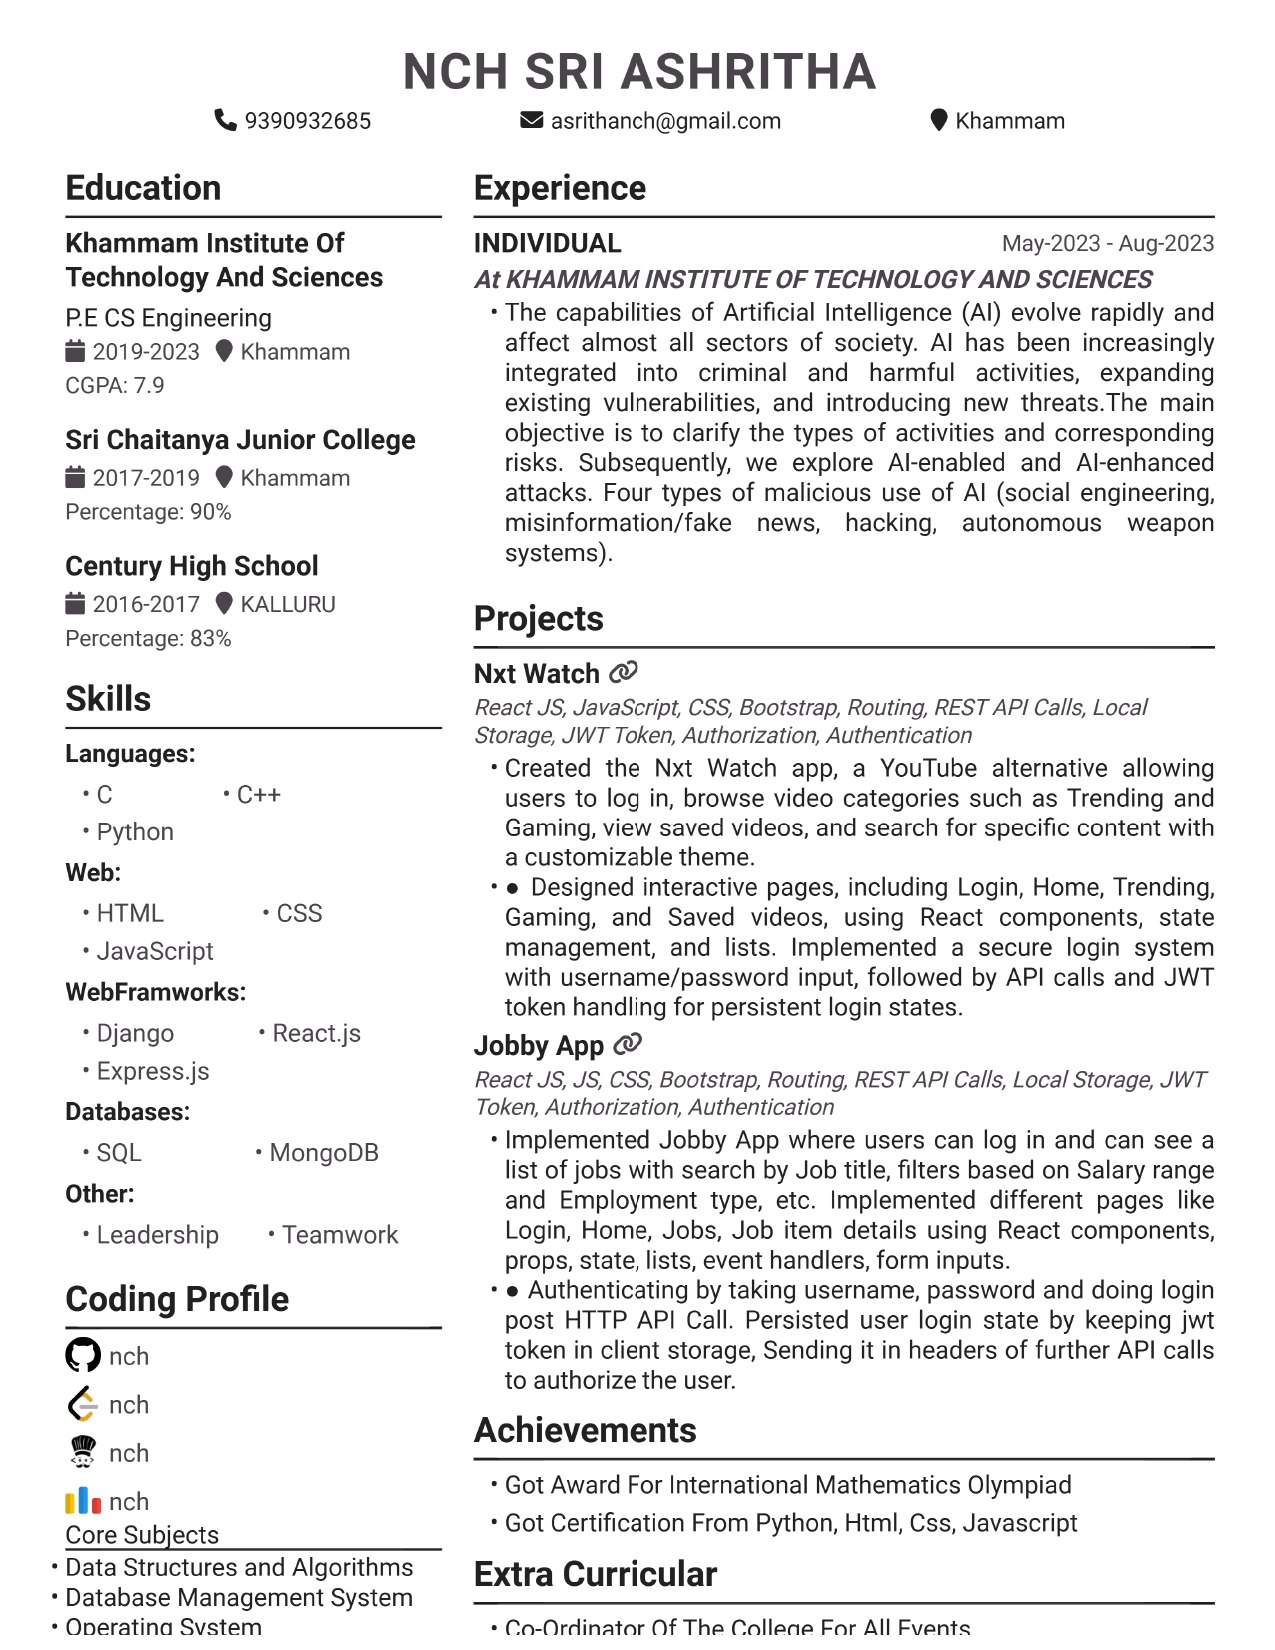 NCH SRI ASHRITHA
9390932685 asrithanch@gmail.com Khammam
Education
Khammam Institute Of
Technology And Sciences
P.E CS Engineering
2019-2023 Khammam
CGPA: 7.9
Sri Chaitanya Junior College
2017-2019 Khammam
Percentage: 90%
Century High School
2016-2017 KALLURU
Percentage: 83%
Skills
Languages:
• C • C++
• Python
Web:
• HTML • CSS
• JavaScript
WebFramworks:
• Django • React.js
• Express.js
Databases:
• SQL • MongoDB
Other:
• Leadership • Teamwork
Coding Profile
nch
nch
nch
nch
Core Subjects
• Data Structures and Algorithms
• Database Management System
• Operating System
Experience
INDIVIDUAL May-2023 - Aug-2023
At KHAMMAM INSTITUTE OF TECHNOLOGY AND SCIENCES
• The capabilities of Artificial Intelligence (AI) evolve rapidly and
affect almost all sectors of society. AI has been increasingly
integrated into criminal and harmful activities, expanding
existing vulnerabilities, and introducing new threats.The main
objective is to clarify the types of activities and corresponding
risks. Subsequently, we explore AI-enabled and AI-enhanced
attacks. Four types of malicious use of AI (social engineering,
misinformation/fake news, hacking, autonomous weapon
systems).
Projects
Nxt Watch
React JS, JavaScript, CSS, Bootstrap, Routing, REST API Calls, Local
Storage, JWT Token, Authorization, Authentication
• Created the Nxt Watch app, a YouTube alternative allowing
users to log in, browse video categories such as Trending and
Gaming, view saved videos, and search for specific content with
a customizable theme.
• ● Designed interactive pages, including Login, Home, Trending,
Gaming, and Saved videos, using React components, state
management, and lists. Implemented a secure login system
with username/password input, followed by API calls and JWT
token handling for persistent login states.
Jobby App
React JS, JS, CSS, Bootstrap, Routing, REST API Calls, Local Storage, JWT
Token, Authorization, Authentication
• Implemented Jobby App where users can log in and can see a
list of jobs with search by Job title, filters based on Salary range
and Employment type, etc. Implemented different pages like
Login, Home, Jobs, Job item details using React components,
props, state, lists, event handlers, form inputs.
• ● Authenticating by taking username, password and doing login
post HTTP API Call. Persisted user login state by keeping jwt
token in client storage, Sending it in headers of further API calls
to authorize the user.
Achievements
• Got Award For International Mathematics Olympiad
• Got Certification From Python, Html, Css, Javascript
Extra Curricular
• Co-Ordinator Of The College For All Events